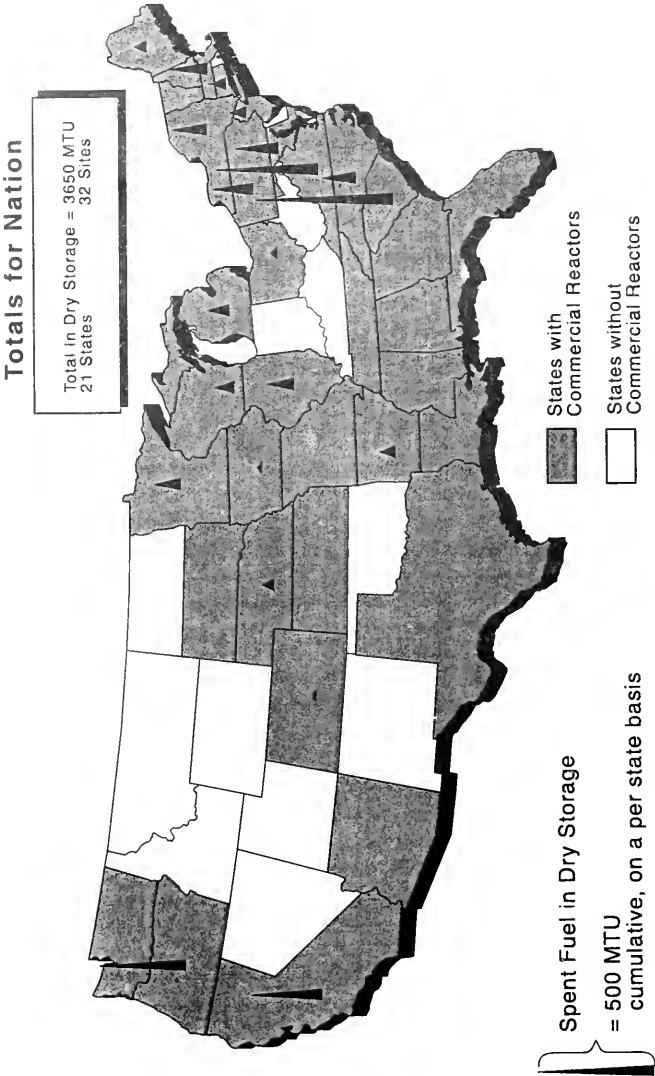 Totals for Nation
Total in Dry Storage = 3650 MTU
21 States 32 Sites
States with
Commercial Reactors
States without
Commercial Reactors
Spent Fuel in Dry Storage
= 500 MTU
cumulative, on a per state basis